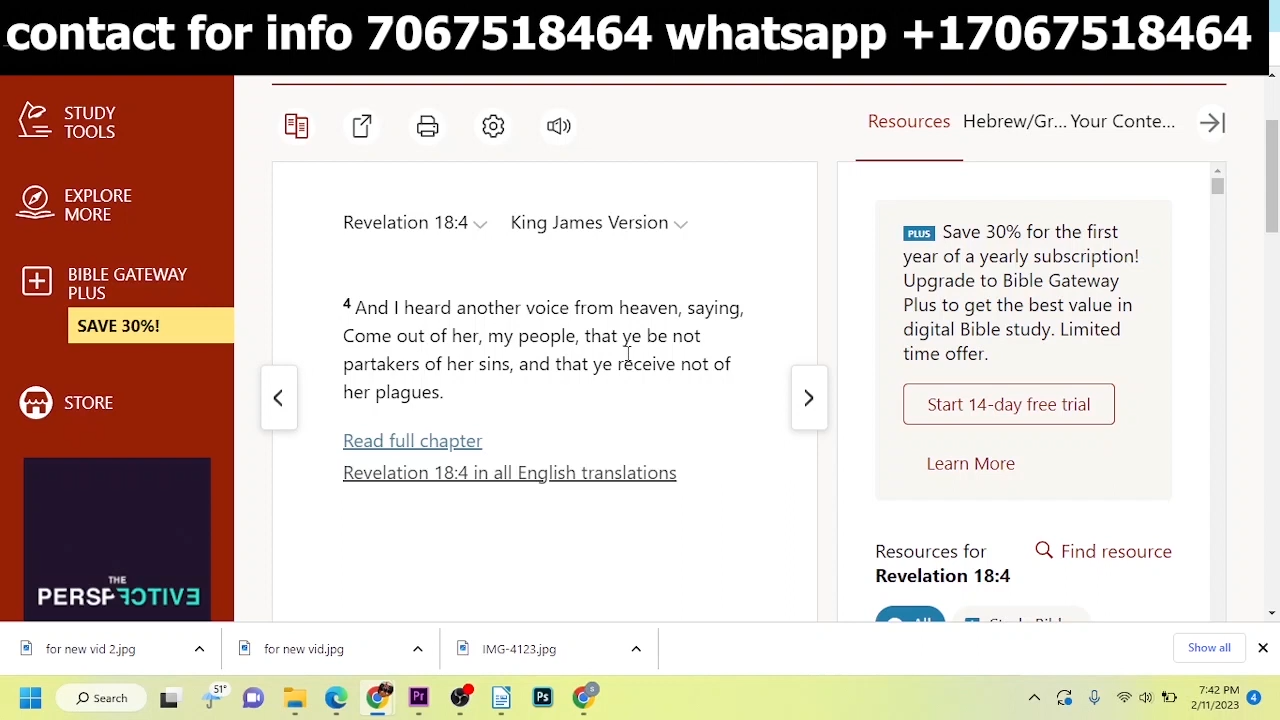 contact for info 7067518464 whatsapp +17067518464
STUDY
TOOLS
EXPLORE
MORE
BIBLE GATEWAY
PLUS
SAVE 30%!
STORE
THE
PERSPECTIVE
Resources Hebrew/Gr... Your Conte...
Revelation 18:4 King James Version
4 And I heard another voice from heaven, saying,
Come out of her, my people, that ye be not
partakers of her sins, and that ye receive not of
her plagues.
Read full chapter
Revelation 18:4 in all English translations
PLUS Save 30% for the first
year of a yearly subscription!
Upgrade to Bible Gateway
Plus to get the best value in
digital Bible study. Limited
time offer.
Start 14-day free trial
Learn More
Resources for
Revelation 18:4
Find resource
All
for new vid 2.jpg
for new vid.jpg
IMG-4123.jpg
Show all
Search
51°
Pr
Ps
S
7:42 PM
2/11/2023
4